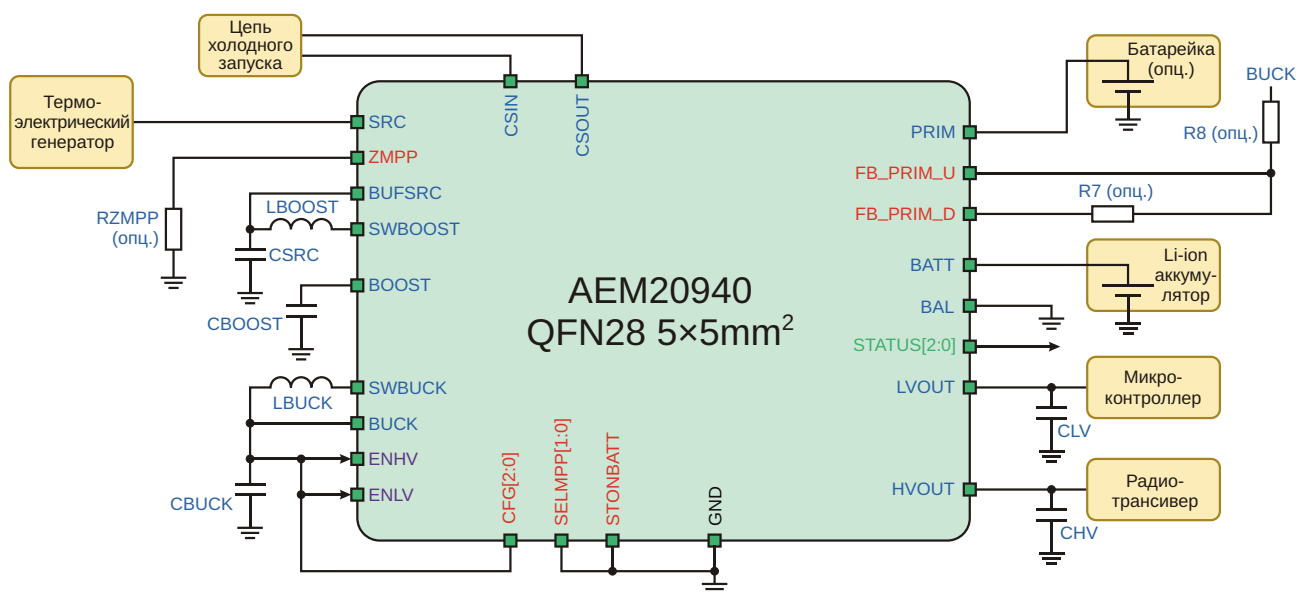 Цепь
холодного
запуска
Термо-
электрический
генератор
CSIN
CSOUT
SRC
ZMPP
BUFSRC
SWBOOST
BOOST
SWBUCK
BUCK
ENHV
ENLV
RZMPP
(опц.)
LBOOST
CSRC
CBOOST
LBUCK
CBUCK
AEM20940
QFN28 5×5mm²
CFG[2:0]
SELMPP[1:0]
STONBATT
GND
PRIM
FB_PRIM_U
FB_PRIM_D
BATT
BAL
STATUS[2:0]
LVOUT
HVOUT
Батарейка
(опц.)
BUCK
R8 (опц.)
R7 (опц.)
Li-ion
аккуму-
лятор
Микро-
контроллер
CLV
Радио-
трансивер
CHV